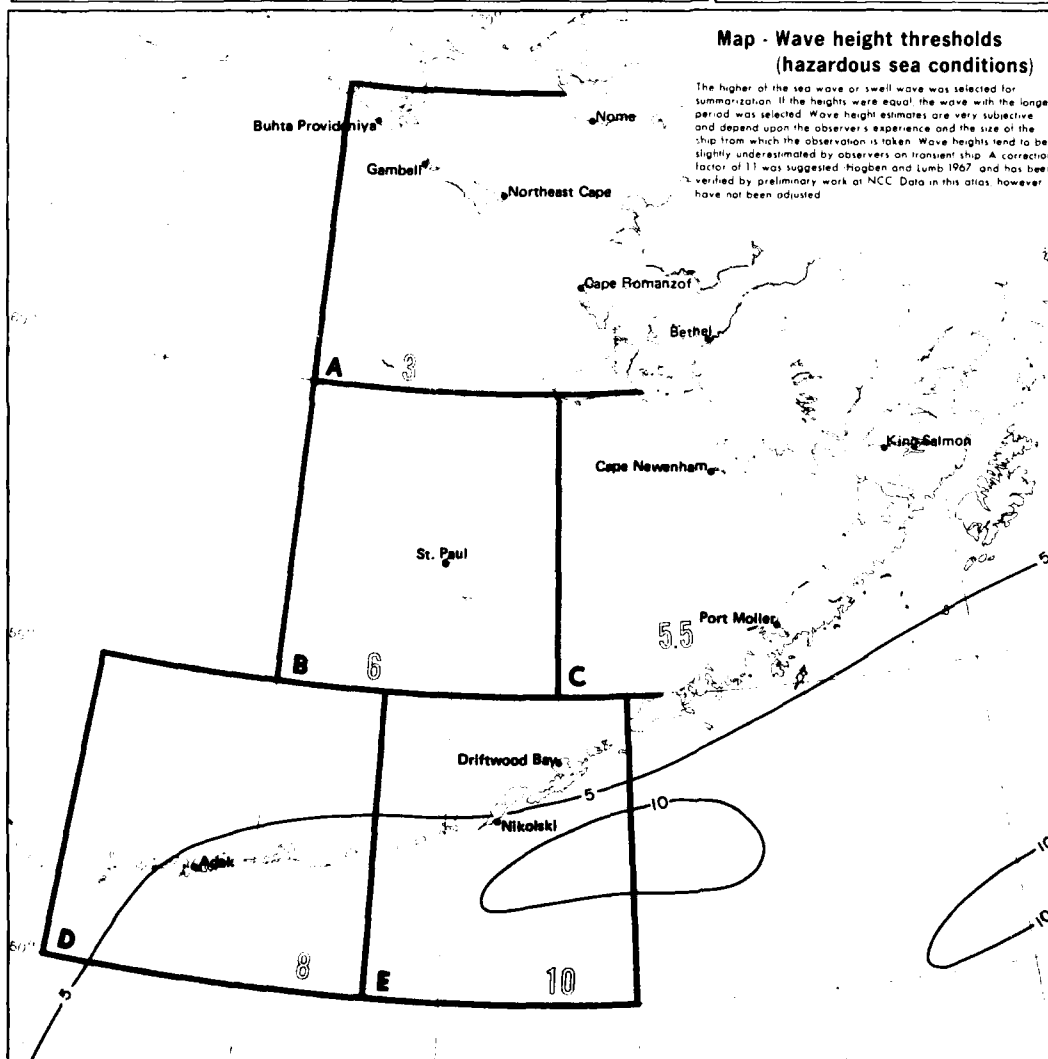 Map - Wave height thresholds
(hazardous sea conditions)
The higher of the sea wave or swell wave was selected for
summarization If the heights were equal, the wave with the longe
period was selected Wave height estimates are very subjective
and depend upon the observer s experience and the size of the
ship from which the observation is taken Wave heights tend to be
slightly underestimated by observers on transient ship A correction
factor of 11 was suggested Hogben and Lumb 1967 and has been
verified by preliminary work at NCC Data in this atlas, however
have not been adjusted
Buhta Provideniya
Nome
Gambell
Northeast Cape
Cape Romanzof
Bethel
A
3
King Salmon
Cape Newenham
St. Paul
5
Port Moller
5.5
B
6
C
Driftwood Bay
5
10
Nikolski
Adak
10
10
D
8
E
10
5